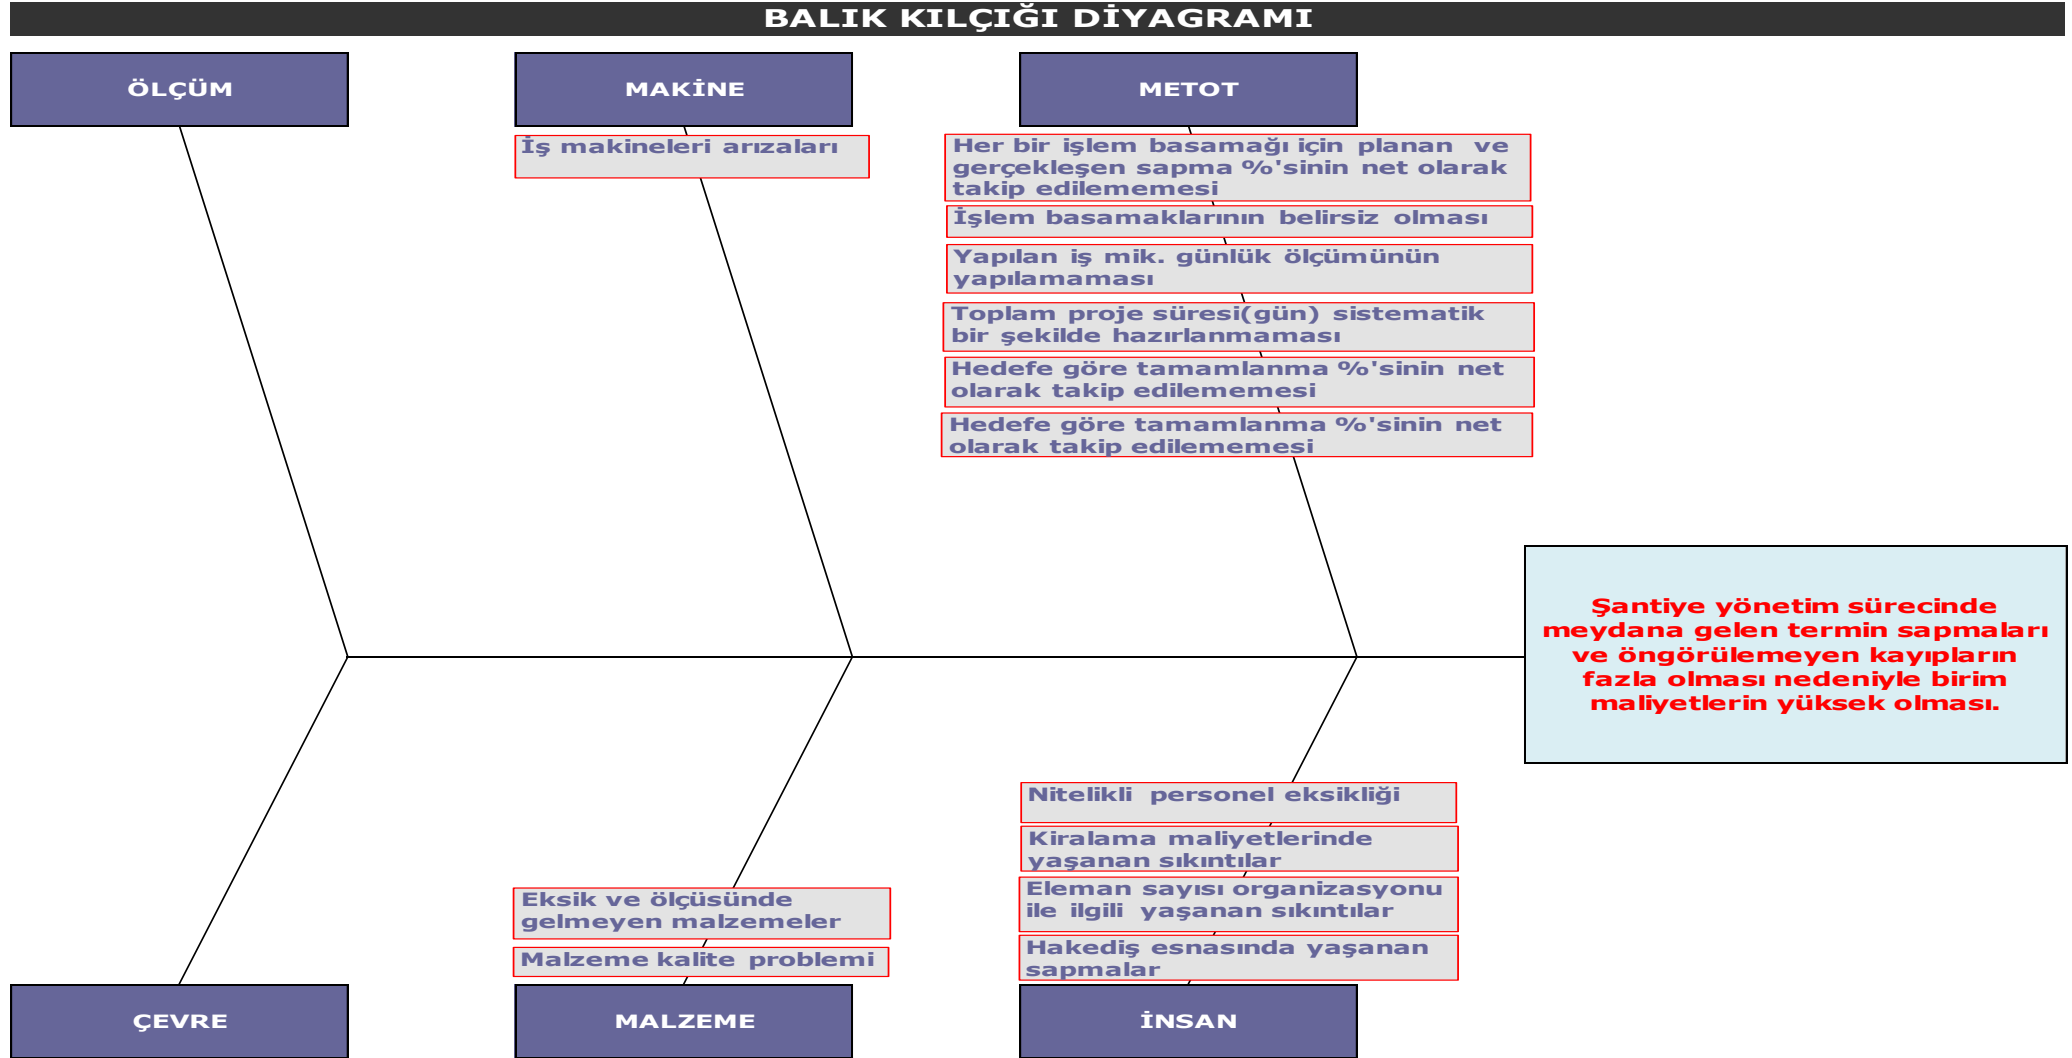 BALIK KILÇIĞI DİYAGRAMI
ÖLÇÜM
MAKİNE
METOT
İş makineleri arızaları
Her bir işlem basamağı için planan ve
gerçekleşen sapma %'sinin net olarak
takip edilememesi
İşlem basamaklarının belirsiz olması
Yapılan iş mik. günlük ölçümünün
yapılamaması
Toplam proje süresi(gün) sistematik
bir şekilde hazırlanmaması
Hedefe göre tamamlanma %'sinin net
olarak takip edilememesi
Hedefe göre tamamlanma %'sinin net
olarak takip edilememesi
Şantiye yönetim sürecinde
meydana gelen termin sapmaları
ve öngörülemeyen kayıpların
fazla olması nedeniyle birim
maliyetlerin yüksek olması.
Nitelikli personel eksikliği
Kiralama maliyetlerinde
yaşanan sıkıntılar
Eleman sayısı organizasyonu
ile ilgili yaşanan sıkıntılar
Hakediş esnasında yaşanan
sapmalar
Eksik ve ölçüsünde
gelmeyen malzemeler
Malzeme kalite problemi
ÇEVRE
MALZEME
İNSAN